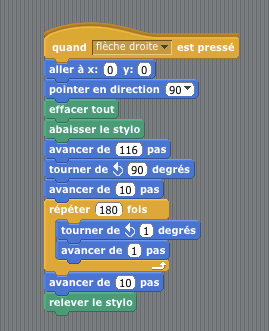 quand flèche droite est pressé
aller à x: 0 y: 0
pointer en direction 90
effacer tout
abaisser le stylo
avancer de 116 pas
tourner de 90 degrés
avancer de 10 pas
répéter 180 fois
tourner de 1 degrés
avancer de 1 pas
avancer de 10 pas
relever le stylo